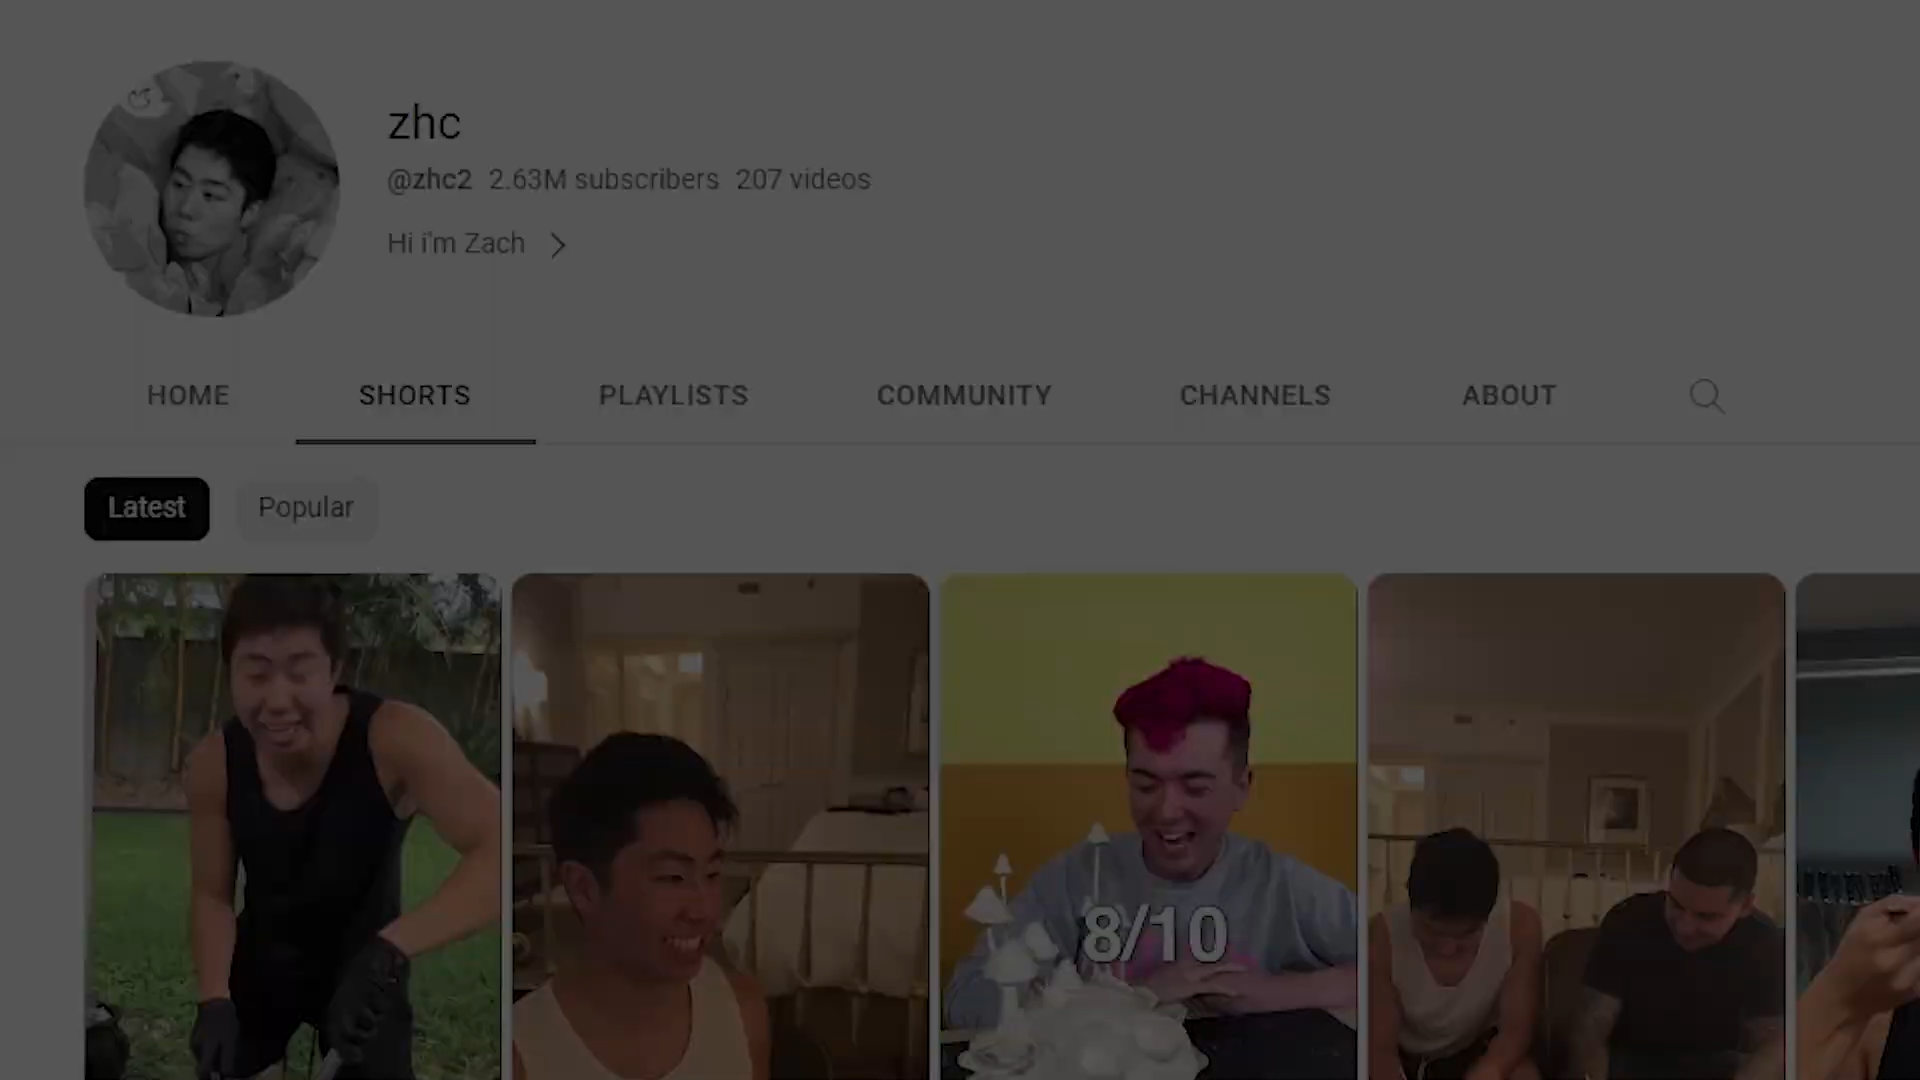 zhc
@zhc2 2.63M subscribers 207 videos
Hi i'm Zach
HOME SHORTS PLAYLISTS COMMUNITY CHANNELS ABOUT
Latest Popular
8/10